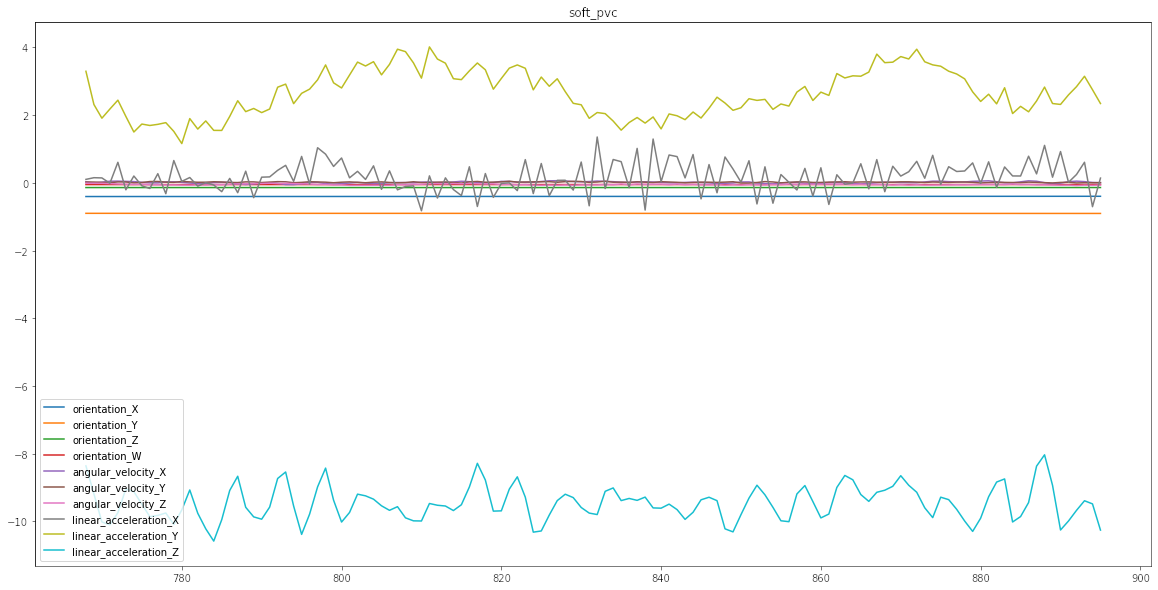 soft_pvc
4
2
0
−2
−4
−6
−8
−10
orientation_X
orientation_Y
orientation_Z
orientation_W
angular_velocity_X
angular_velocity_Y
angular_velocity_Z
linear_acceleration_X
linear_acceleration_Y
linear_acceleration_Z
780 800 820 840 860 880 900